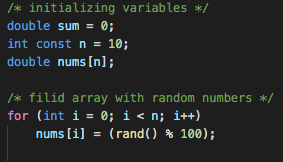 /* initializing variables */
double sum = 0;
int const n = 10;
double nums[n];
/* filid array with random numbers */
for (int i = 0; i < n; i++)
nums[i] = (rand() % 100);